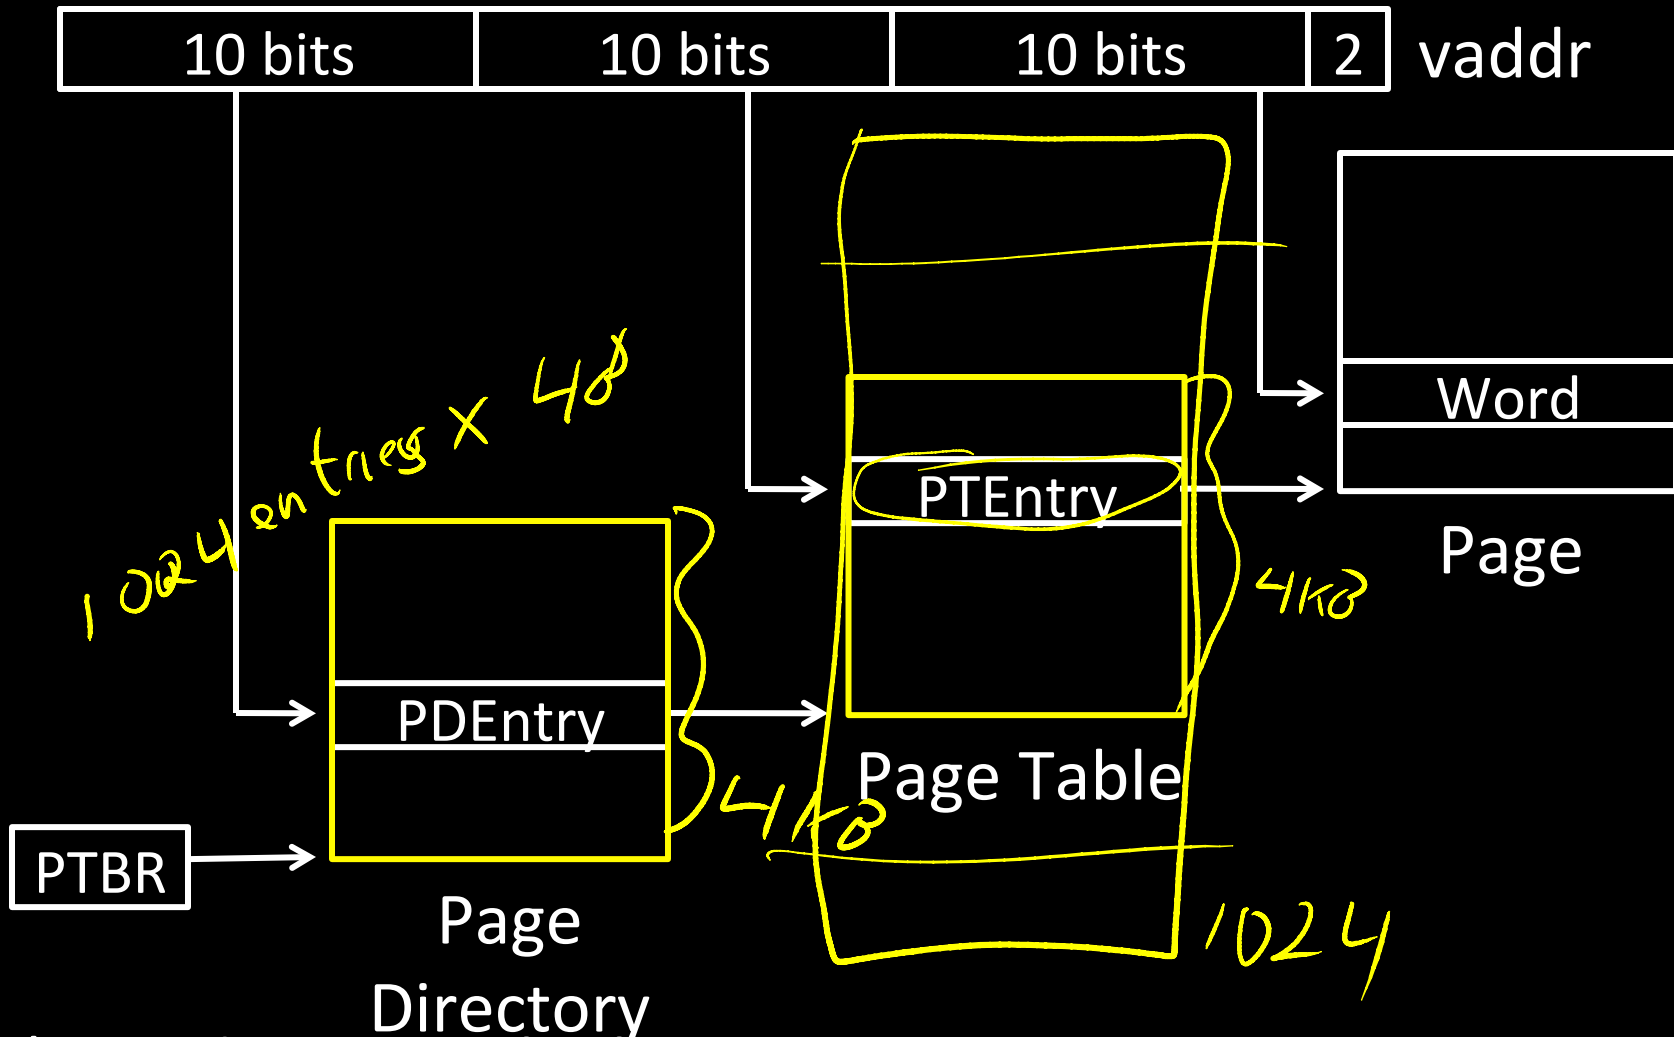 10 bits 10 bits 10 bits 2 vaddr
1024 entries x 4B
Word
PTEntry
Page
4KB
PDEntry
Page Table
4KB
PTBR
Page
Directory
1024